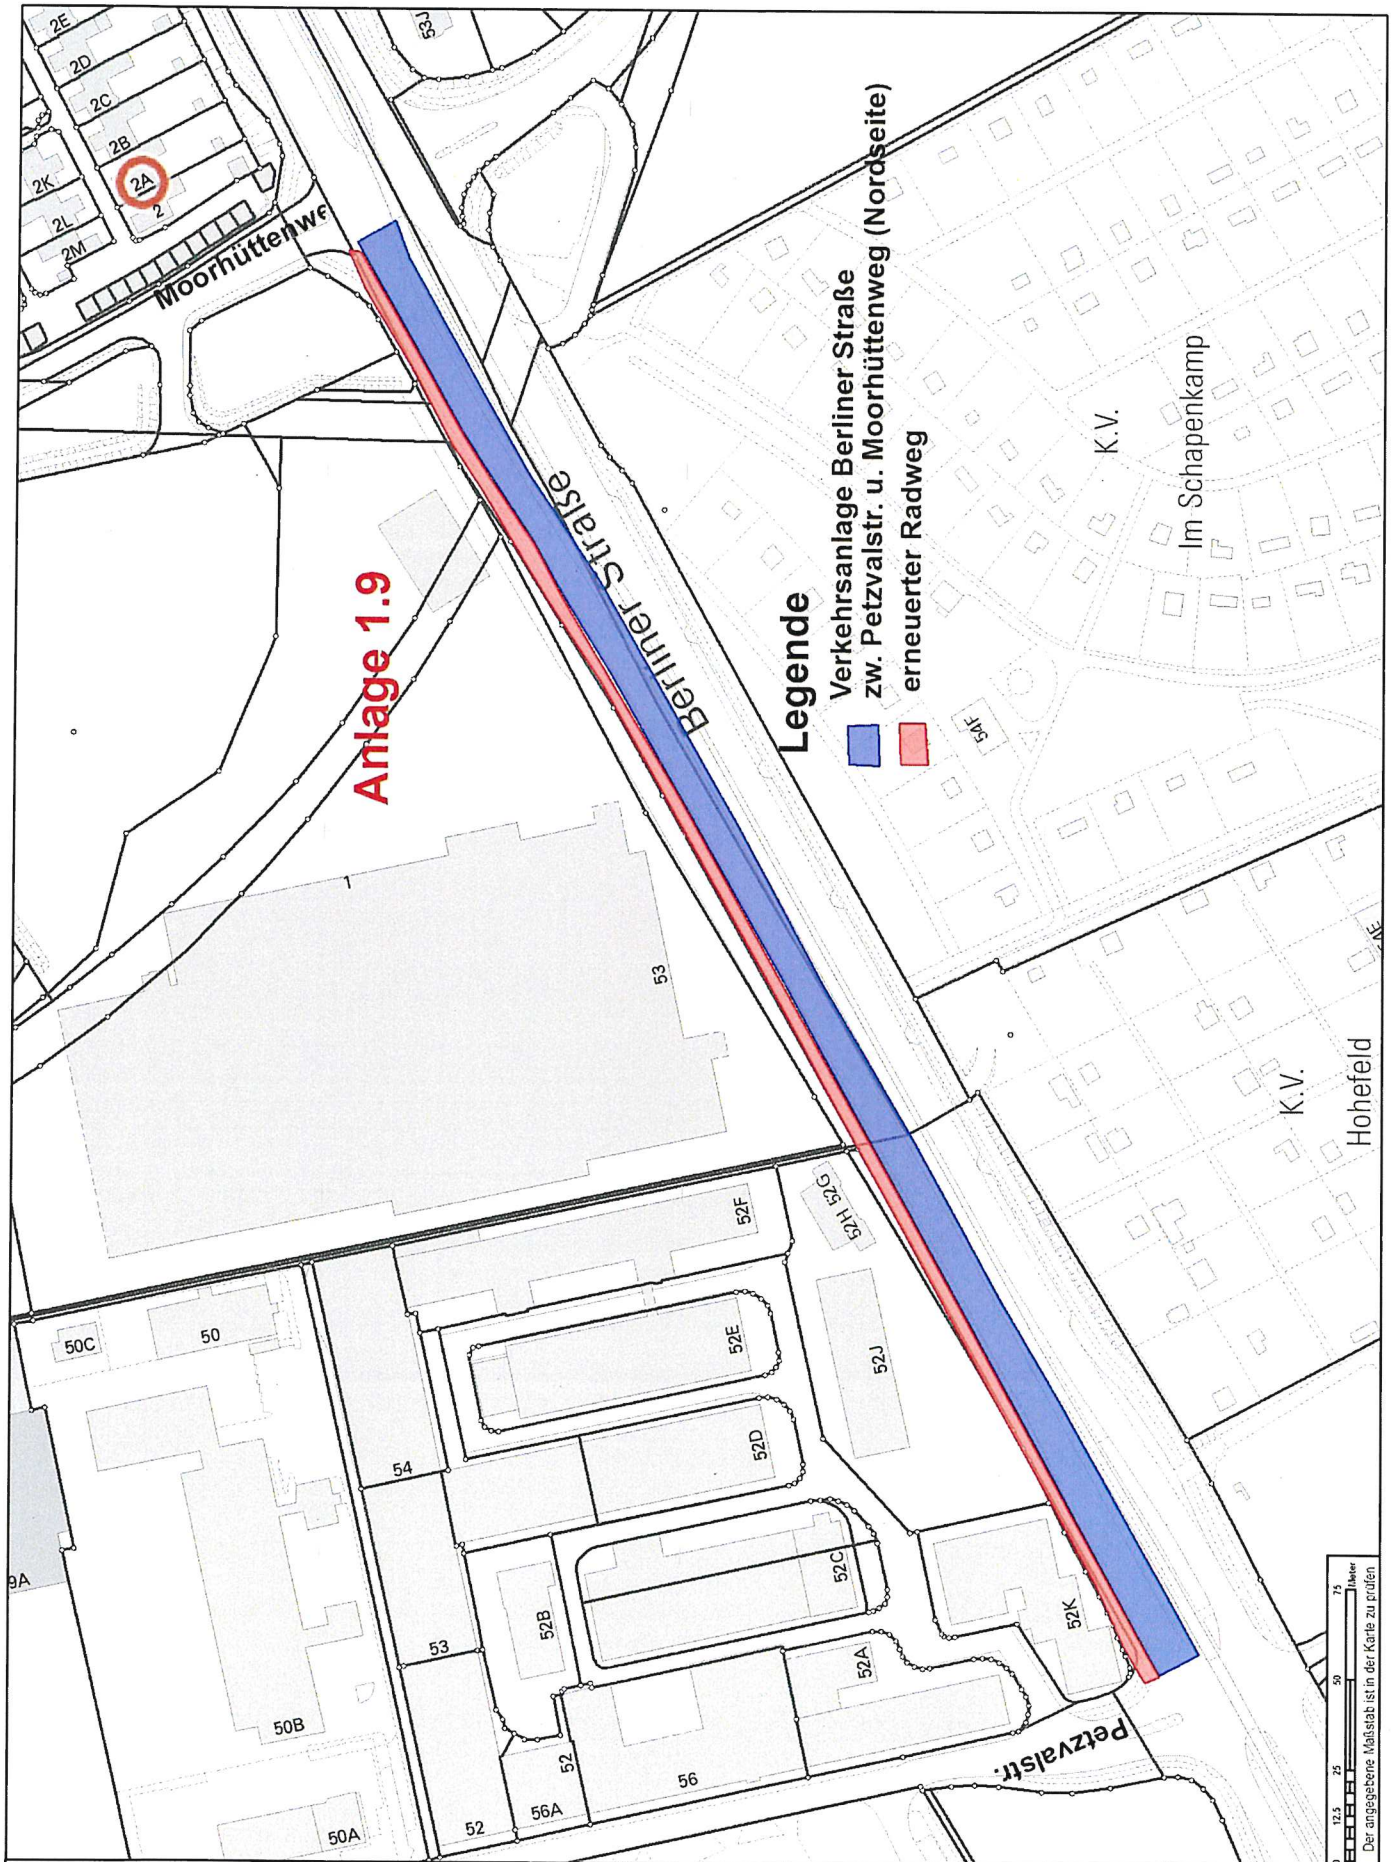 Anlage 1.9
Legende
Verkehrsanlage Berliner Straße
zw. Petzvalstr. u. Moorhüttenweg (Nordseite)
erneuerter Radweg
Berliner Straße
Moorhüttenwe
Petzvalstr.
K.V.
Im Schapenkamp
K.V.
Hohefeld
2E
2D
2C
2B
2A
2
2K
2L
2M
53J
54F
1
53
50C
50
54
53
52
52
56A
56
50B
50A
9A
52A
52B
52C
52D
52E
52F
52H 52G
52J
52K
0 12.5 25 50 75
Meter
Der angegebene Maßstab ist in der Karte zu prüfen